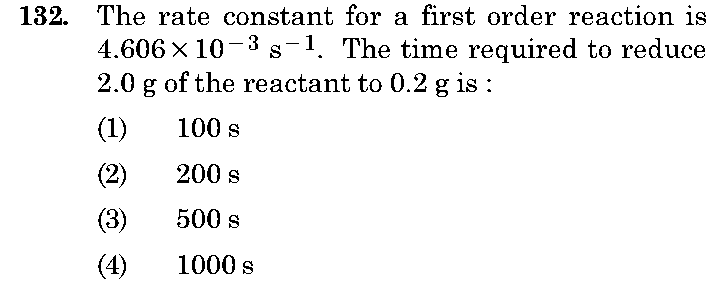 132. The rate constant for a first order reaction is
4.606 × 10⁻³ s⁻¹. The time required to reduce
2.0 g of the reactant to 0.2 g is :
(1) 100 s
(2) 200 s
(3) 500 s
(4) 1000 s